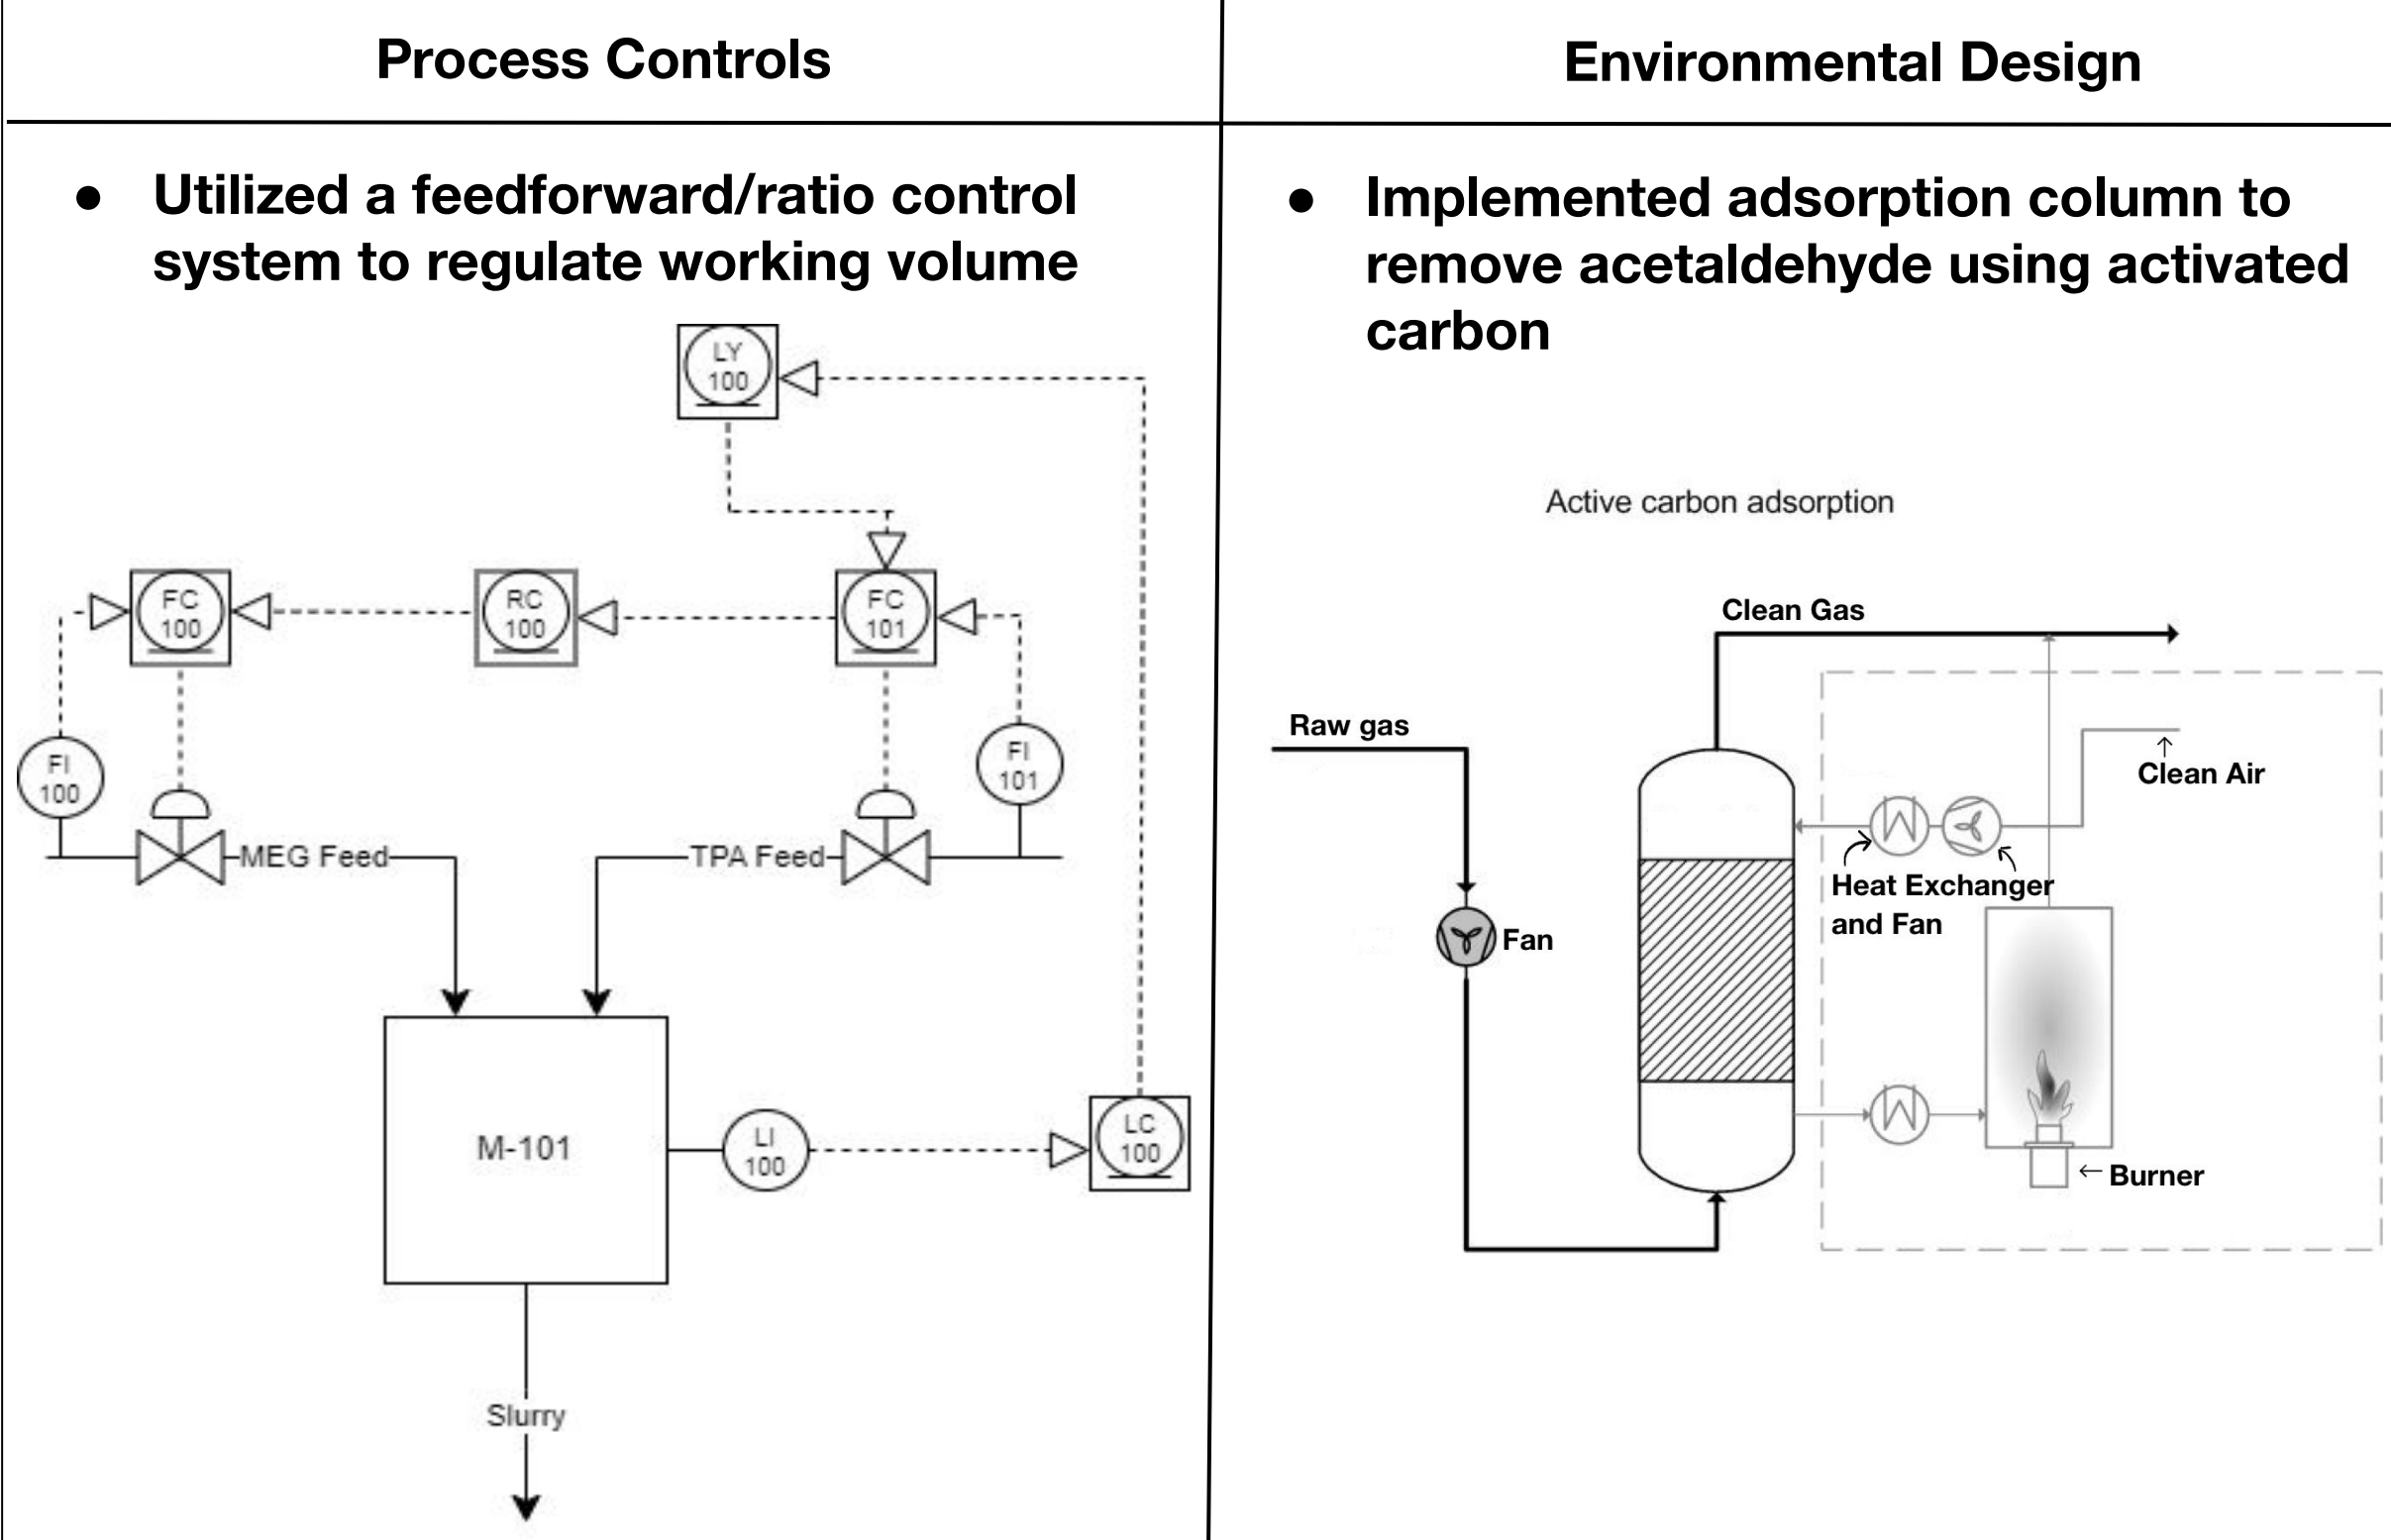 Process Controls
● Utilized a feedforward/ratio control
system to regulate working volume
LY
100
FC
100
RC
100
FC
101
FI
100
FI
101
MEG Feed
TPA Feed
M-101
LI
100
LC
100
Slurry
Environmental Design
● Implemented adsorption column to
remove acetaldehyde using activated
carbon
Active carbon adsorption
Clean Gas
Raw gas
Clean Air
Heat Exchanger
and Fan
Fan
Burner